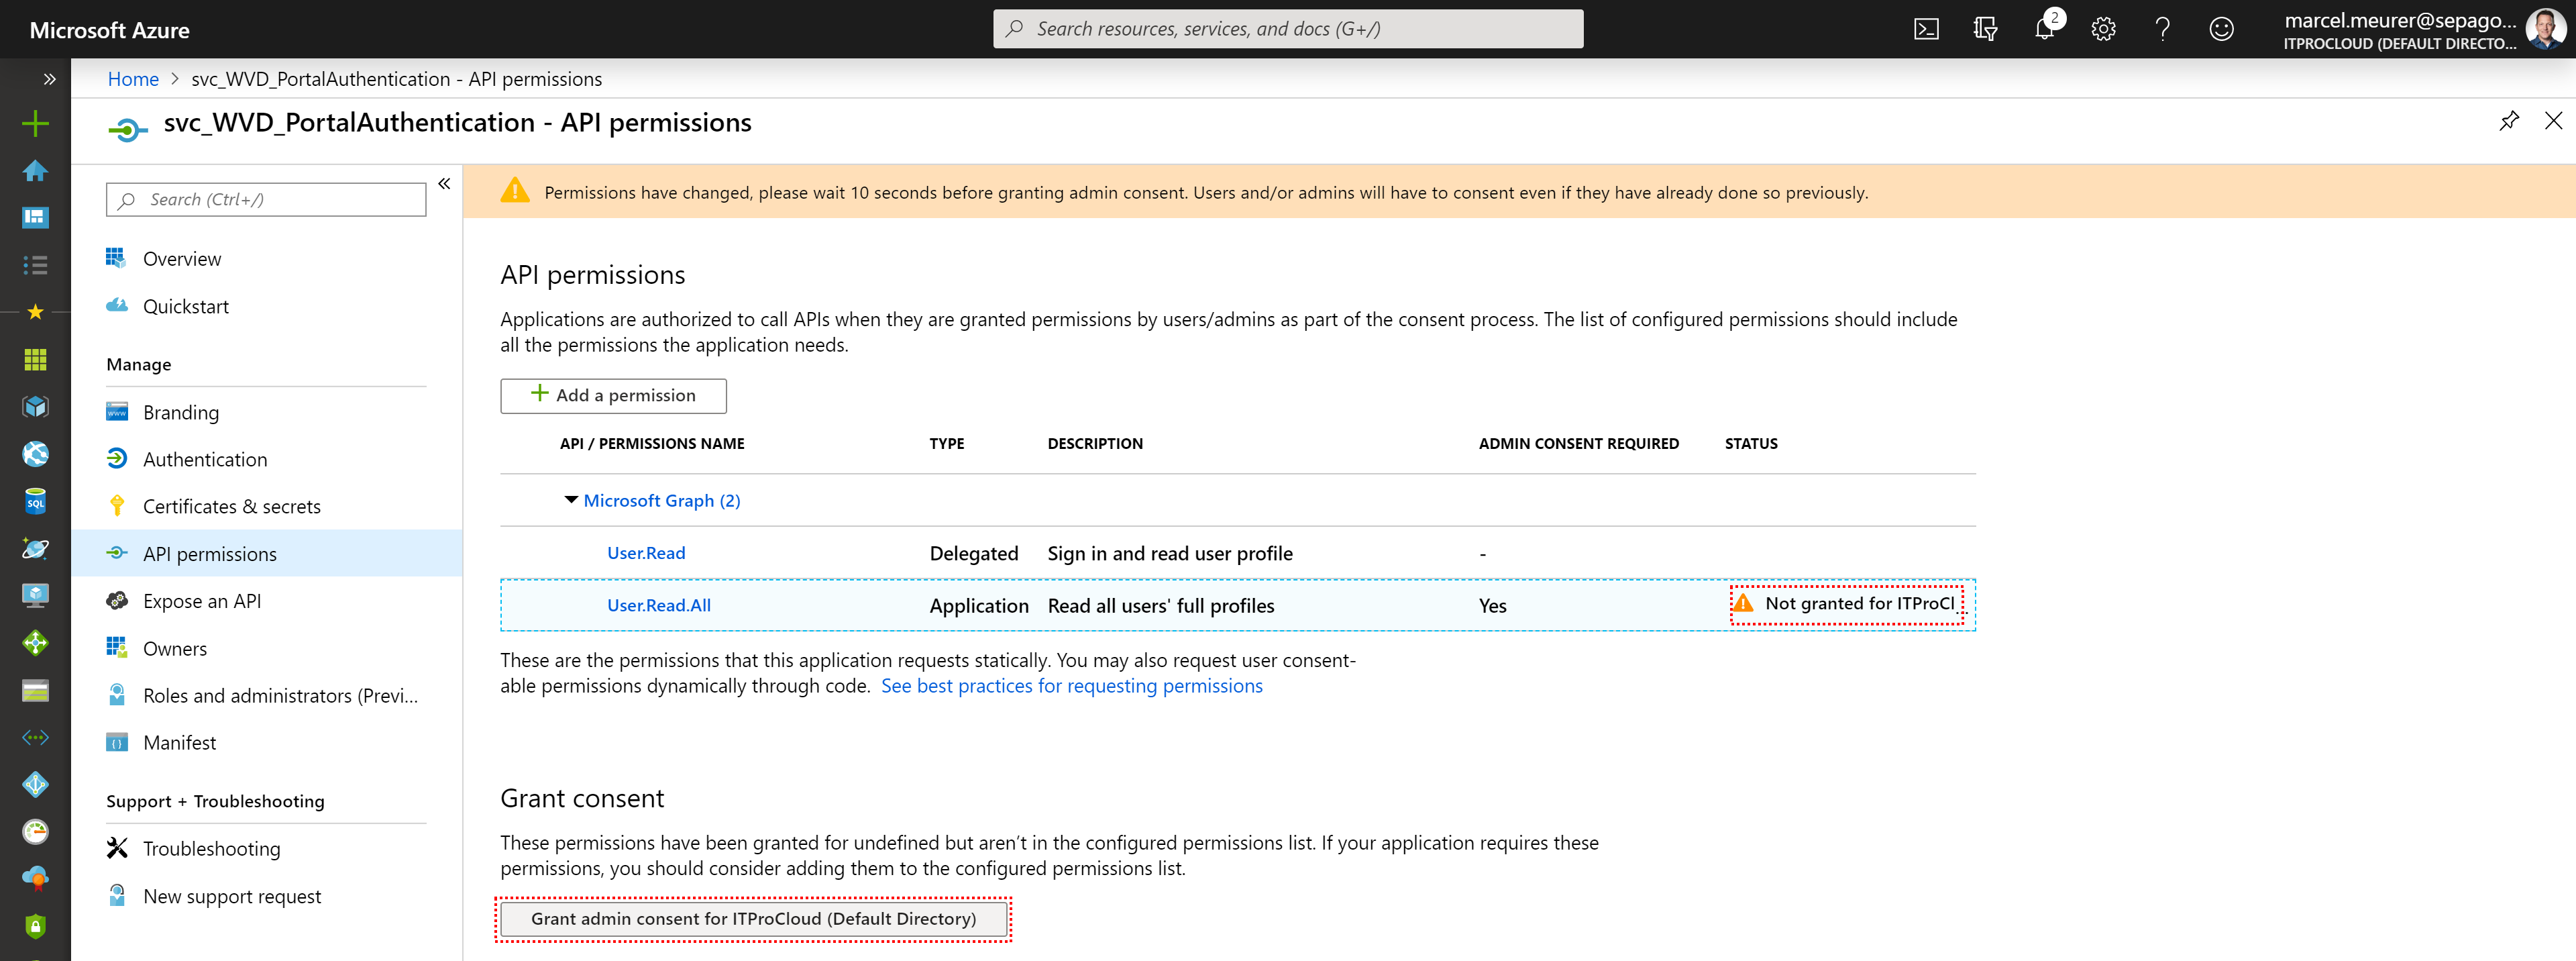 Microsoft Azure
Search resources, services, and docs (G+/)
2
marcel.meurer@sepago...
ITPROCLOUD (DEFAULT DIRECTO...
Home > svc_WVD_PortalAuthentication - API permissions
svc_WVD_PortalAuthentication - API permissions
Search (Ctrl+/)
Overview
Quickstart
Manage
Branding
Authentication
Certificates & secrets
API permissions
Expose an API
Owners
Roles and administrators (Previ...
Manifest
Support + Troubleshooting
Troubleshooting
New support request
Permissions have changed, please wait 10 seconds before granting admin consent. Users and/or admins will have to consent even if they have already done so previously.
API permissions
Applications are authorized to call APIs when they are granted permissions by users/admins as part of the consent process. The list of configured permissions should include
all the permissions the application needs.
+ Add a permission
API / PERMISSIONS NAME TYPE DESCRIPTION ADMIN CONSENT REQUIRED STATUS
Microsoft Graph (2)
User.Read Delegated Sign in and read user profile -
User.Read.All Application Read all users' full profiles Yes Not granted for ITProCl...
These are the permissions that this application requests statically. You may also request user consent-
able permissions dynamically through code. See best practices for requesting permissions
Grant consent
These permissions have been granted for undefined but aren't in the configured permissions list. If your application requires these
permissions, you should consider adding them to the configured permissions list.
Grant admin consent for ITProCloud (Default Directory)